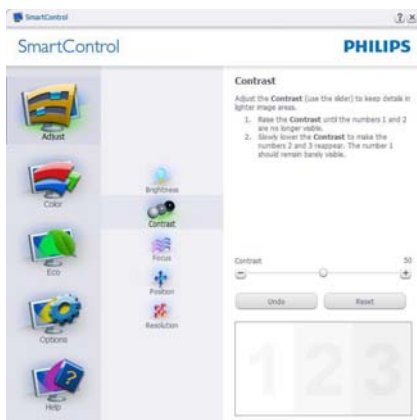 SmartControl
SmartControl
PHILIPS
Adjust
Color
Eco
Options
Help
Brightness
Contrast
Focus
Position
Resolution
Contrast
Adjust the Contrast (use the slider) to keep details in
lighter image areas.
1. Raise the Contrast until the numbers 1 and 2
are no longer visible.
2. Slowly lower the Contrast to make the
numbers 2 and 3 reappear. The number 1
should remain barely visible.
Contrast 50
Undo Reset
1 2 3